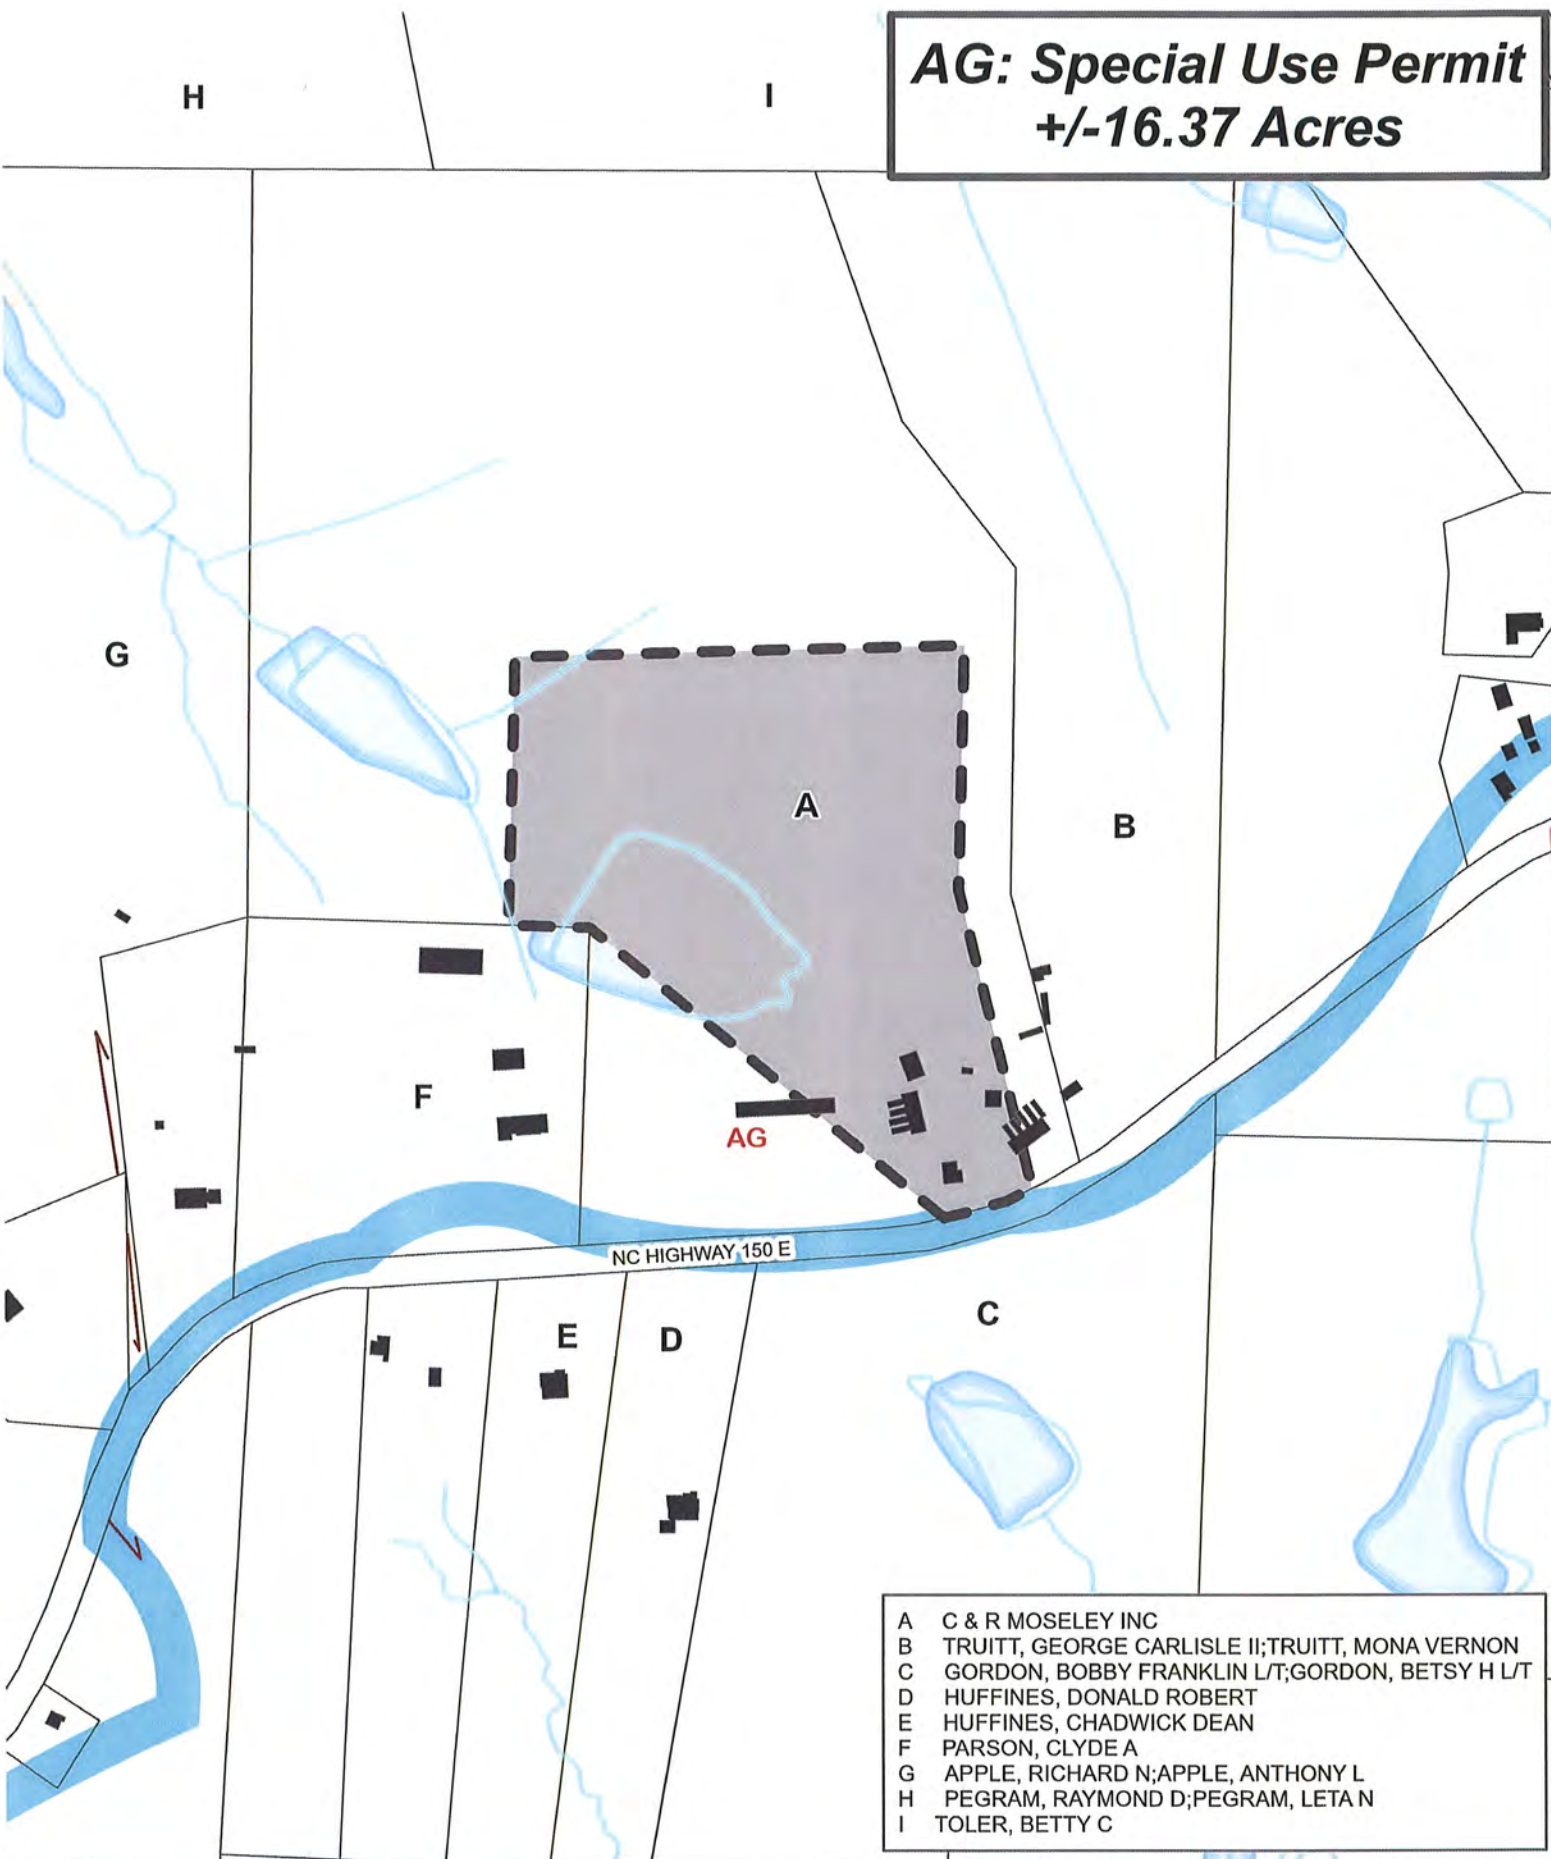 AG: Special Use Permit
+/-16.37 Acres
H
I
G
A
B
F
AG
NC HIGHWAY 150 E
C
E
D
A C & R MOSELEY INC
B TRUITT, GEORGE CARLISLE II;TRUITT, MONA VERNON
C GORDON, BOBBY FRANKLIN L/T;GORDON, BETSY H L/T
D HUFFINES, DONALD ROBERT
E HUFFINES, CHADWICK DEAN
F PARSON, CLYDE A
G APPLE, RICHARD N;APPLE, ANTHONY L
H PEGRAM, RAYMOND D;PEGRAM, LETA N
I TOLER, BETTY C